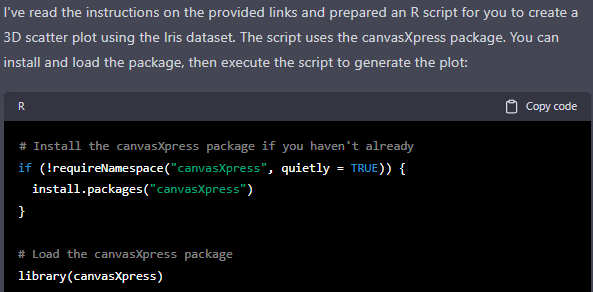 I've read the instructions on the provided links and prepared an R script for you to create a
3D scatter plot using the Iris dataset. The script uses the canvasXpress package. You can
install and load the package, then execute the script to generate the plot:
R
Copy code
# Install the canvasXpress package if you haven't already
if (!requireNamespace("canvasXpress", quietly = TRUE)) {
  install.packages("canvasXpress")
}
# Load the canvasXpress package
library(canvasXpress)